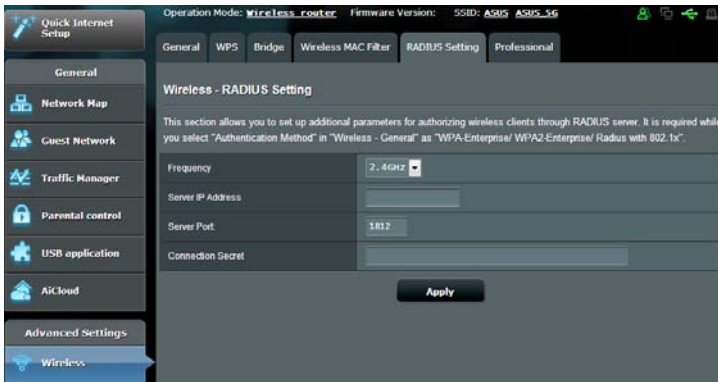 Quick Internet Setup
Operation Mode: Wireless router Firmware Version: SSID: ASUS ASUS_5G
General WPS Bridge Wireless MAC Filter RADIUS Setting Professional
General
Network Map
Guest Network
Traffic Manager
Parental control
USB application
AiCloud
Advanced Settings
Wireless
Wireless - RADIUS Setting
This section allows you to set up additional parameters for authorizing wireless clients through RADIUS server. It is required while
you select "Authentication Method" in "Wireless - General" as "WPA-Enterprise/ WPA2-Enterprise/ Radius with 802.1x".
Frequency 2.4GHz
Server IP Address
Server Port: 1812
Connection Secret
Apply